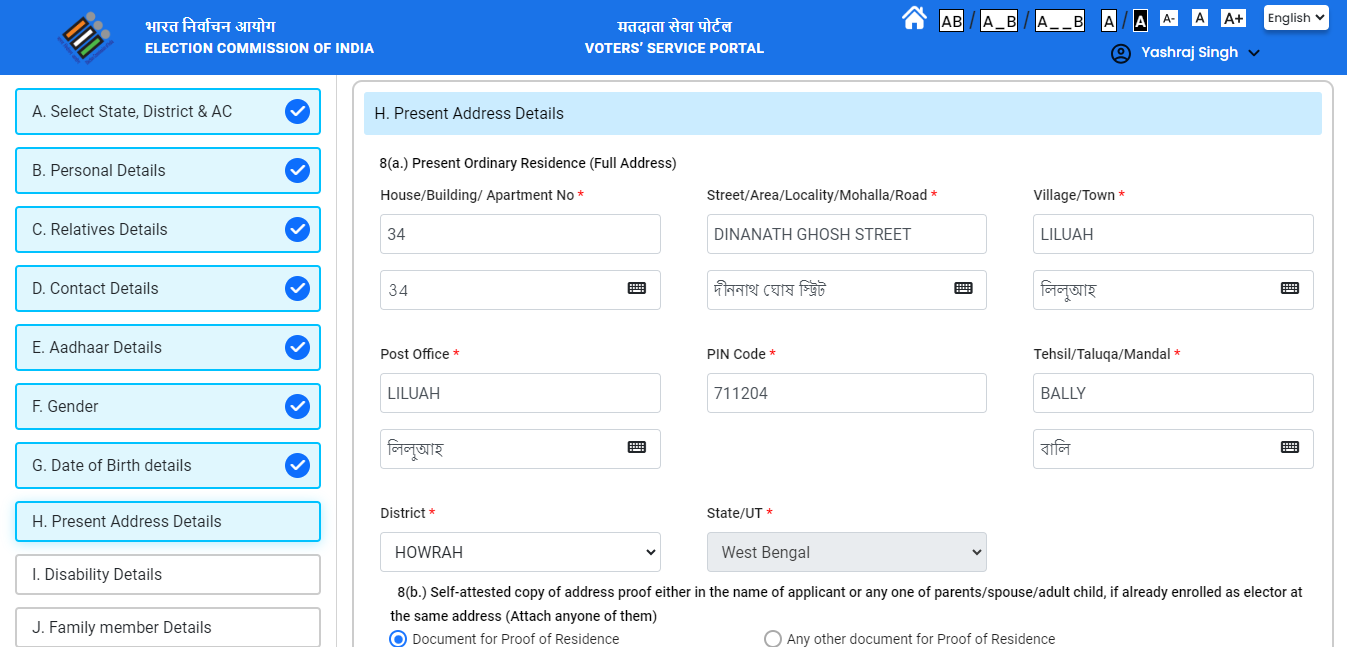 भारत निर्वाचन आयोग
ELECTION COMMISSION OF INDIA
मतदाता सेवा पोर्टल
VOTERS’ SERVICE PORTAL
AB / A_B / A__B A / A A- A A+ English
Yashraj Singh
A. Select State, District & AC
B. Personal Details
C. Relatives Details
D. Contact Details
E. Aadhaar Details
F. Gender
G. Date of Birth details
H. Present Address Details
I. Disability Details
J. Family member Details
H. Present Address Details
8(a.) Present Ordinary Residence (Full Address)
House/Building/ Apartment No * Street/Area/Locality/Mohalla/Road * Village/Town *
34 DINANATH GHOSH STREET LILUAH
34 দীননাথ ঘোষ স্ট্রিট লিলুআহ
Post Office * PIN Code * Tehsil/Taluqa/Mandal *
LILUAH 711204 BALLY
লিলুআহ বালি
District * State/UT *
HOWRAH West Bengal
8(b.) Self-attested copy of address proof either in the name of applicant or any one of parents/spouse/adult child, if already enrolled as elector at
the same address (Attach anyone of them)
Document for Proof of Residence Any other document for Proof of Residence